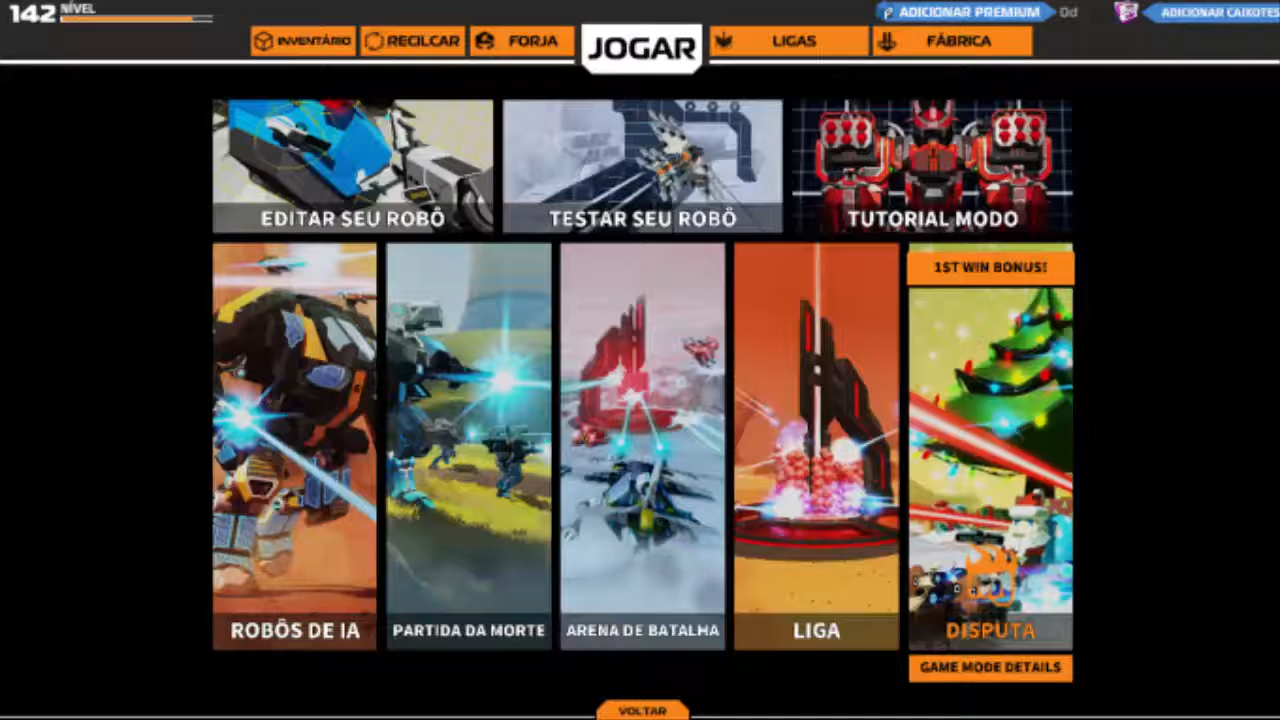 142 NÍVEL
ADICIONAR PREMIUM 0d ADICIONAR CAIXOTES
INVENTÁRIO RECILCAR FORJA JOGAR LIGAS FÁBRICA
EDITAR SEU ROBÔ TESTAR SEU ROBÔ TUTORIAL MODO
1ST WIN BONUS!
ROBÔS DE IA PARTIDA DA MORTE ARENA DE BATALHA LIGA DISPUTA
GAME MODE DETAILS
VOLTAR